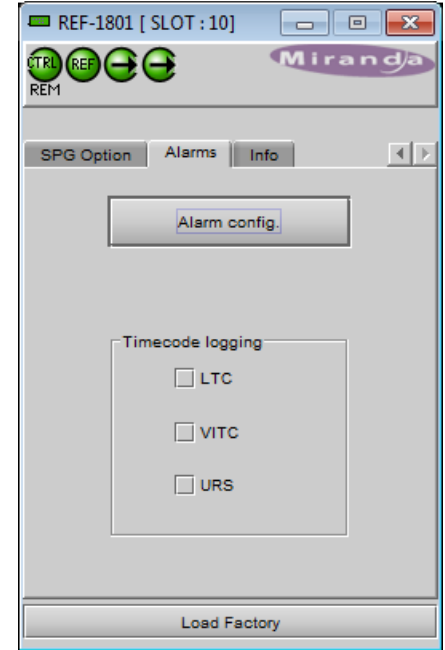 REF-1801 [ SLOT : 10]
CTRL REF
REM
Miranda
SPG Option Alarms Info
Alarm config.
Timecode logging
LTC
VITC
URS
Load Factory